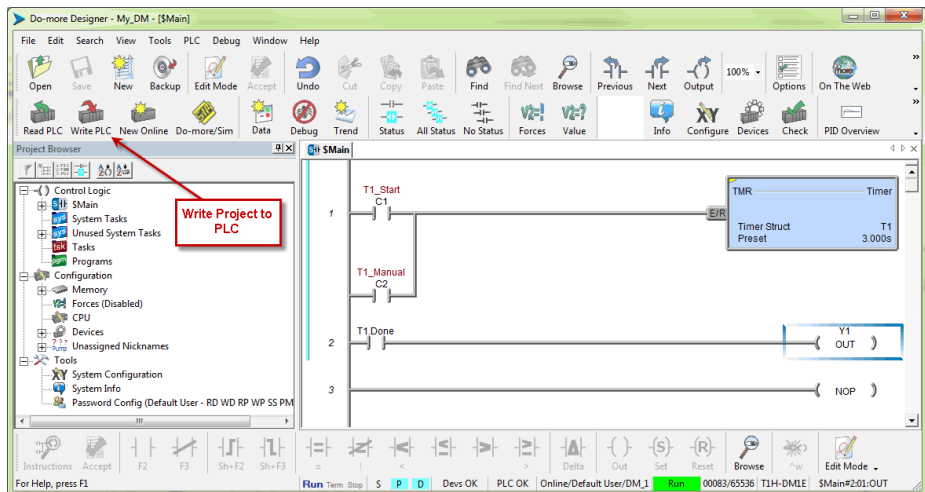 Do-more Designer - My_DM - [$Main]
File Edit Search View Tools PLC Debug Window Help
Open Save New Backup Edit Mode Accept Undo Cut Copy Paste Find Find Next Browse Previous Next Output 100% Options On The Web
Read PLC Write PLC New Online Do-more/Sim Data Debug Trend Status All Status No Status Forces Value Info Configure Devices Check PID Overview
Project Browser
$Main
Control Logic
$Main
System Tasks
Unused System Tasks
Tasks
Programs
Configuration
Memory
Forces (Disabled)
CPU
Devices
Unassigned Nicknames
Tools
System Configuration
System Info
Password Config (Default User - RD WD RP WP SS PM
Write Project to
PLC
T1_Start
C1
1
E/R
TMR Timer
Timer Struct T1
Preset 3.000s
T1_Manual
C2
T1.Done
Y1
2
OUT
3
NOP
Instructions Accept F2 F3 Sh+F2 Sh+F3 = ! < > Delta Out Set Reset Browse ^w Edit Mode
For Help, press F1
Run Term Stop S P D Devs OK PLC OK Online/Default User/DM_1 Run 00083/65536 T1H-DM1E $Main#2:01:OUT